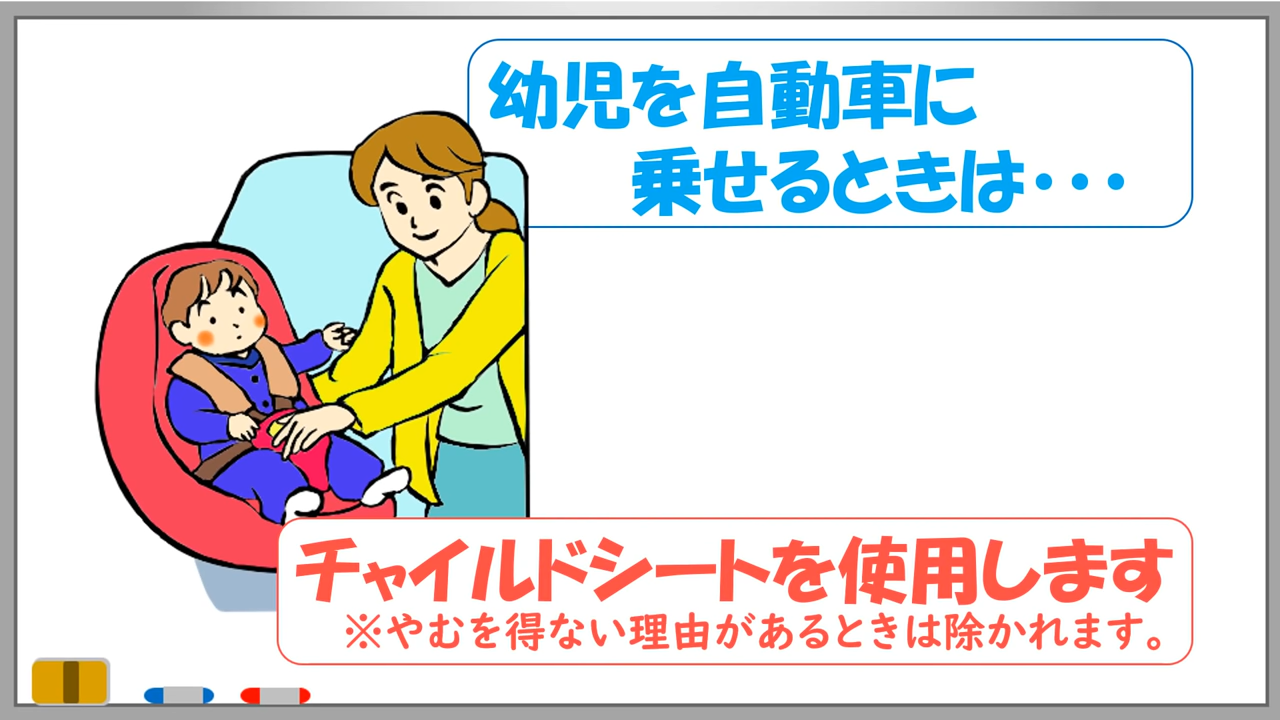 幼児を自動車に
乗せるときは・・・
チャイルドシートを使用します
※やむを得ない理由があるときは除かれます。